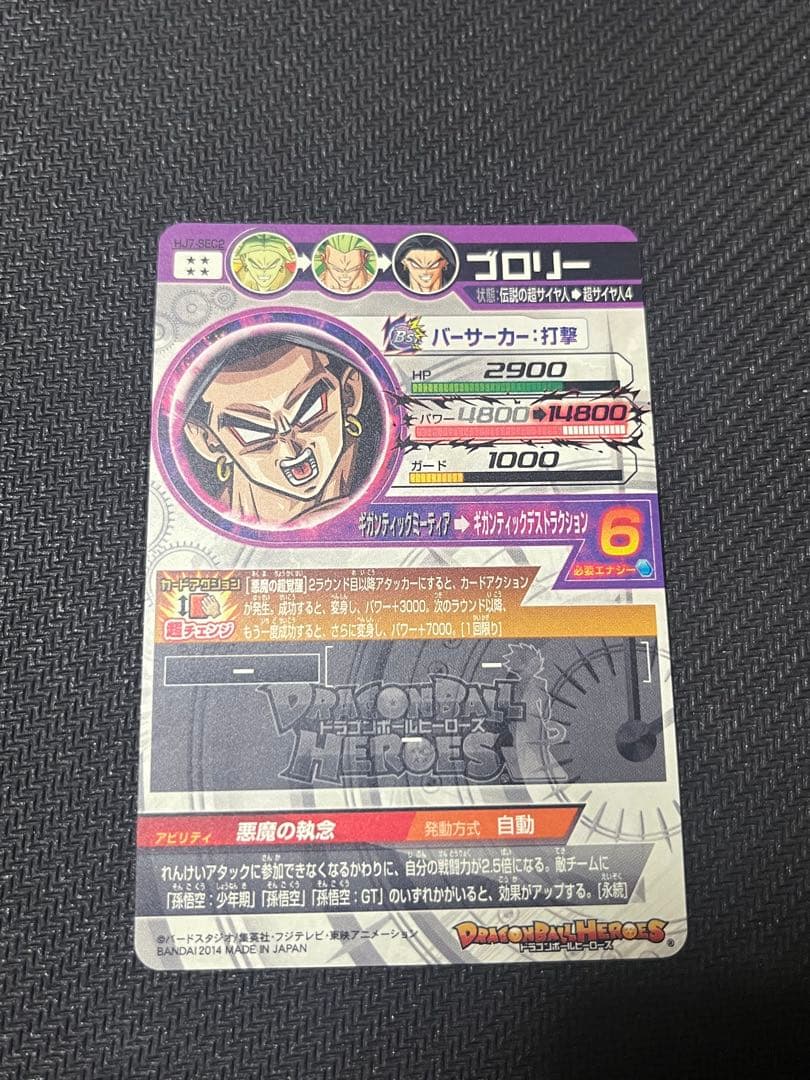 HJ7-SEC2
ブロリー
状態:伝説の超サイヤ人➡超サイヤ人4
BS
バーサーカー:打撃
HP 2900
パワー 4800➡14800
ガード 1000
ギガンティックミーティア➡ギガンティックデストラクション
6
必要エナジー
カードアクション
超チェンジ
[悪魔の超覚醒]2ラウンド目以降アタッカーにすると、カードアクション
が発生。成功すると、変身し、パワー+3000。次のラウンド以降、
もう一度成功すると、さらに変身し、パワー+7000。[1回限り]
ー [ ー ]
DRAGONBALL
ドラゴンボールヒーローズ
HEROES
ー
アビリティ 悪魔の執念 発動方式 自動
れんけいアタックに参加できなくなるかわりに、自分の戦闘力が2.5倍になる。敵チームに
「孫悟空:少年期」「孫悟空」「孫悟空:GT」のいずれかがいると、効果がアップする。[永続]
©バードスタジオ/集英社・フジテレビ・東映アニメーション
BANDAI 2014 MADE IN JAPAN
DRAGONBALL HEROES
ドラゴンボールヒーローズ
®